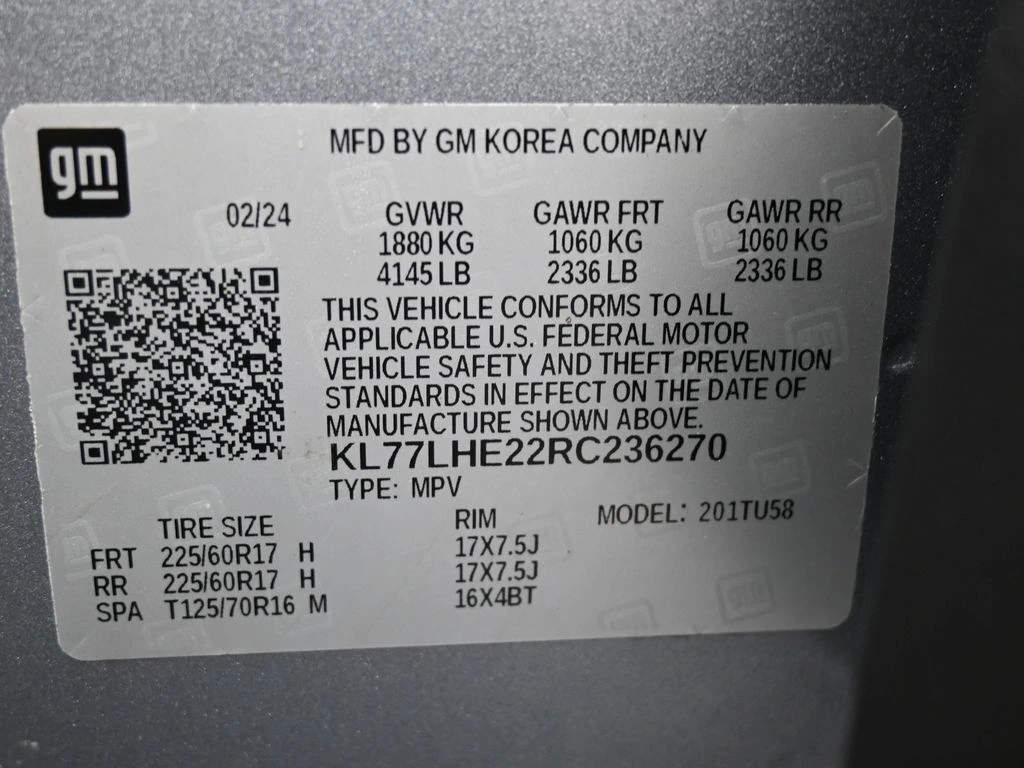 gm
MFD BY GM KOREA COMPANY
02/24 GVWR GAWR FRT GAWR RR
1880 KG 1060 KG 1060 KG
4145 LB 2336 LB 2336 LB
THIS VEHICLE CONFORMS TO ALL
APPLICABLE U.S. FEDERAL MOTOR
VEHICLE SAFETY AND THEFT PREVENTION
STANDARDS IN EFFECT ON THE DATE OF
MANUFACTURE SHOWN ABOVE.
KL77LHE22RC236270
TYPE: MPV
TIRE SIZE RIM MODEL: 201TU58
FRT 225/60R17 H 17X7.5J
RR 225/60R17 H 17X7.5J
SPA T125/70R16 M 16X4BT